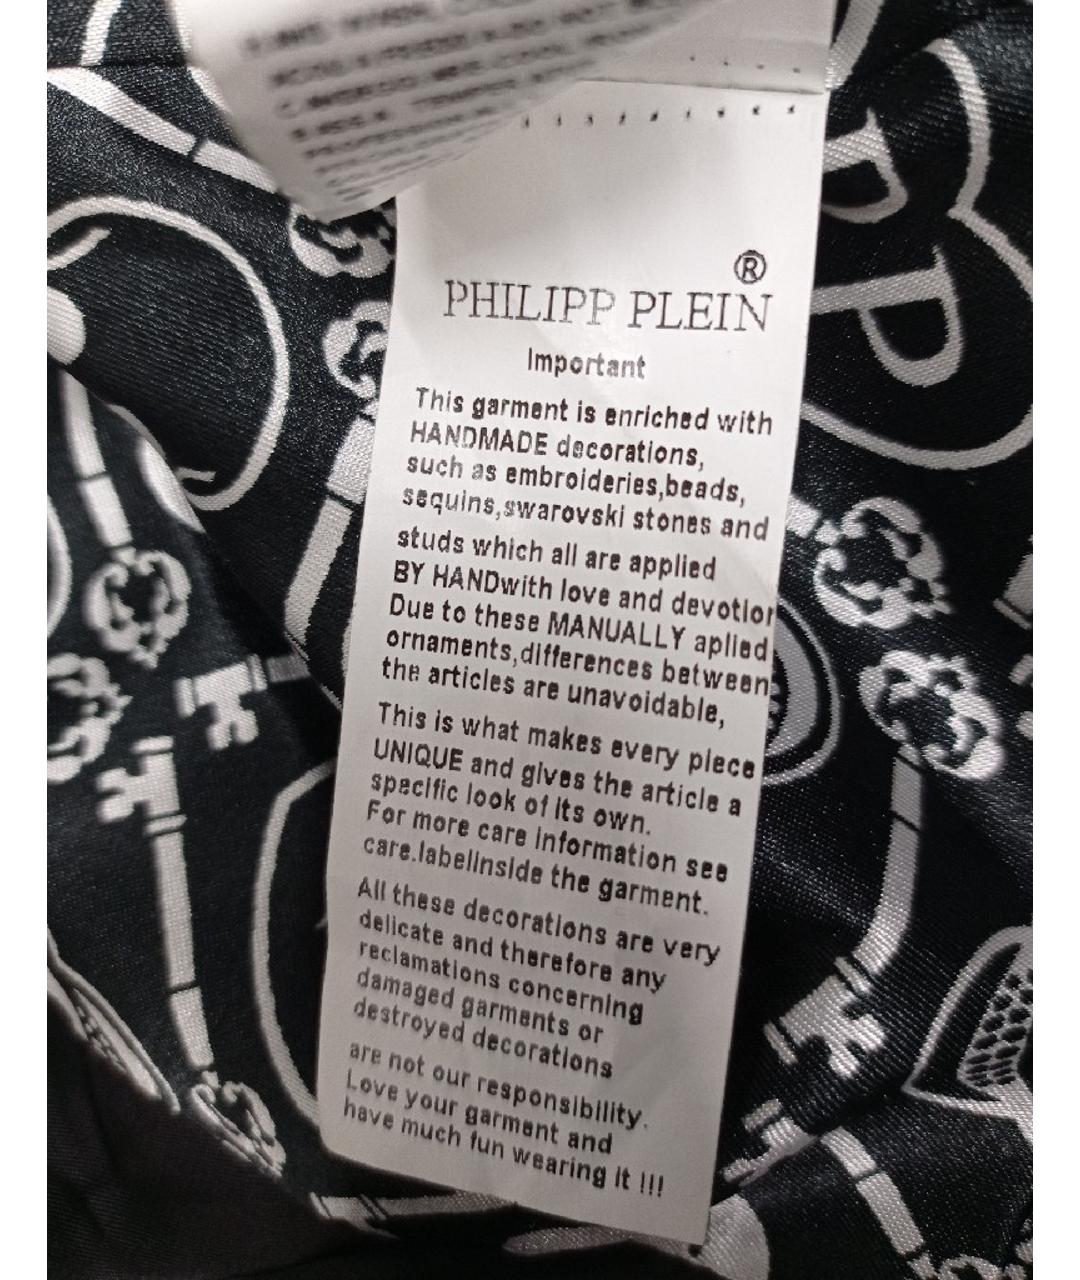 ®
PHILIPP PLEIN
Important
This garment is enriched with
HANDMADE decorations,
such as embroideries,beads,
sequins,swarovski stones and
studs which all are applied
BY HANDwith love and devotion
Due to these MANUALLY aplied
ornaments,differences between
the articles are unavoidable,
This is what makes every piece
UNIQUE and gives the article a
specific look of its own.
For more care information see
care.labelinside the garment.
All these decorations are very
delicate and therefore any
reclamations concerning
damaged garments or
destroyed decorations
are not our responsibility.
Love your garment and
have much fun wearing it !!!
P
P